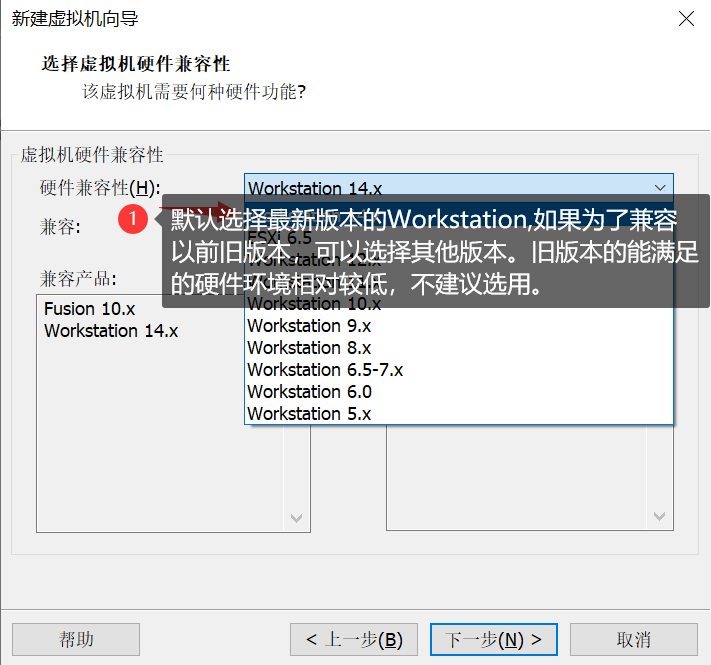 新建虚拟机向导
选择虚拟机硬件兼容性
该虚拟机需要何种硬件功能?
虚拟机硬件兼容性
硬件兼容性(H):
Workstation 14.x
兼容:
1
默认选择最新版本的Workstation,如果为了兼容
以前旧版本，可以选择其他版本。旧版本的能满足
的硬件环境相对较低，不建议选用。
ESXi 6.5
Workstation 10.x
Workstation 9.x
Workstation 8.x
Workstation 6.5-7.x
Workstation 6.0
Workstation 5.x
兼容产品:
Fusion 10.x
Workstation 14.x
帮助
< 上一步(B)
下一步(N) >
取消